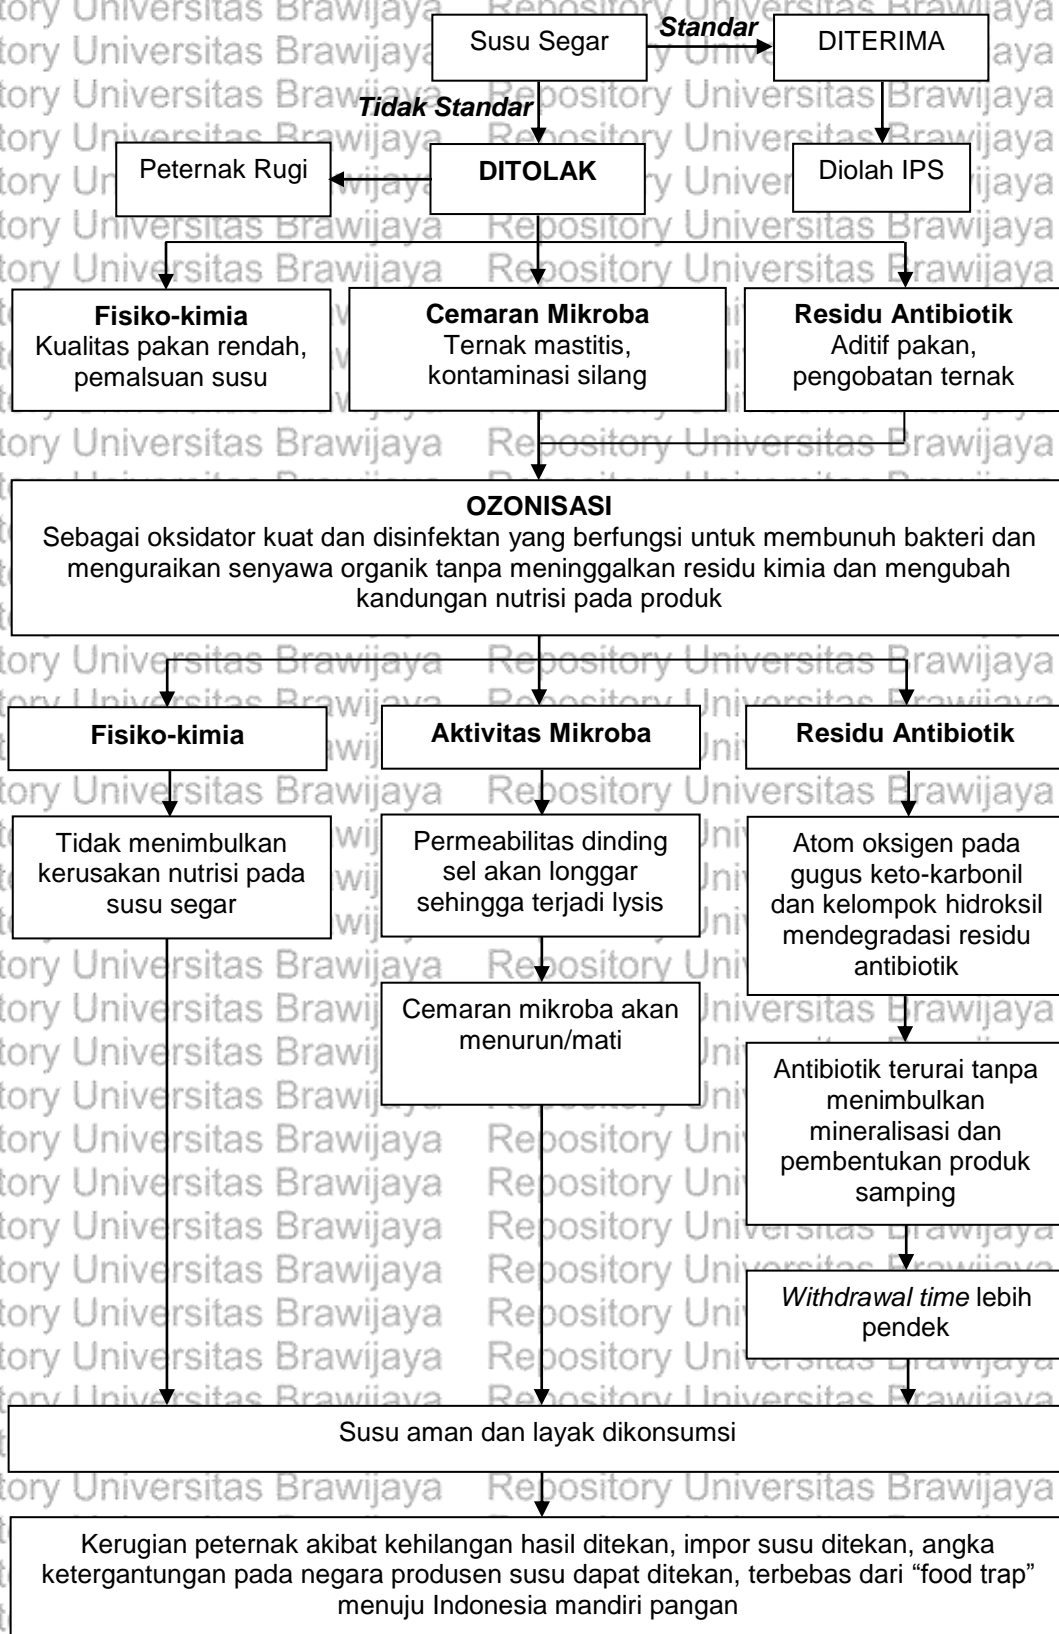 Susu Segar
Standar
DITERIMA
Tidak Standar
Peternak Rugi
DITOLAK
Diolah IPS
Fisiko-kimia
Kualitas pakan rendah,
pemalsuan susu
Cemaran Mikroba
Ternak mastitis,
kontaminasi silang
Residu Antibiotik
Aditif pakan,
pengobatan ternak
OZONISASI
Sebagai oksidator kuat dan disinfektan yang berfungsi untuk membunuh bakteri dan
menguraikan senyawa organik tanpa meninggalkan residu kimia dan mengubah
kandungan nutrisi pada produk
Fisiko-kimia
Aktivitas Mikroba
Residu Antibiotik
Tidak menimbulkan
kerusakan nutrisi pada
susu segar
Permeabilitas dinding
sel akan longgar
sehingga terjadi lysis
Atom oksigen pada
gugus keto-karbonil
dan kelompok hidroksil
mendegradasi residu
antibiotik
Cemaran mikroba akan
menurun/mati
Antibiotik terurai tanpa
menimbulkan
mineralisasi dan
pembentukan produk
samping
Withdrawal time lebih
pendek
Susu aman dan layak dikonsumsi
Kerugian peternak akibat kehilangan hasil ditekan, impor susu ditekan, angka
ketergantungan pada negara produsen susu dapat ditekan, terbebas dari “food trap”
menuju Indonesia mandiri pangan
Repository Universitas Brawijaya